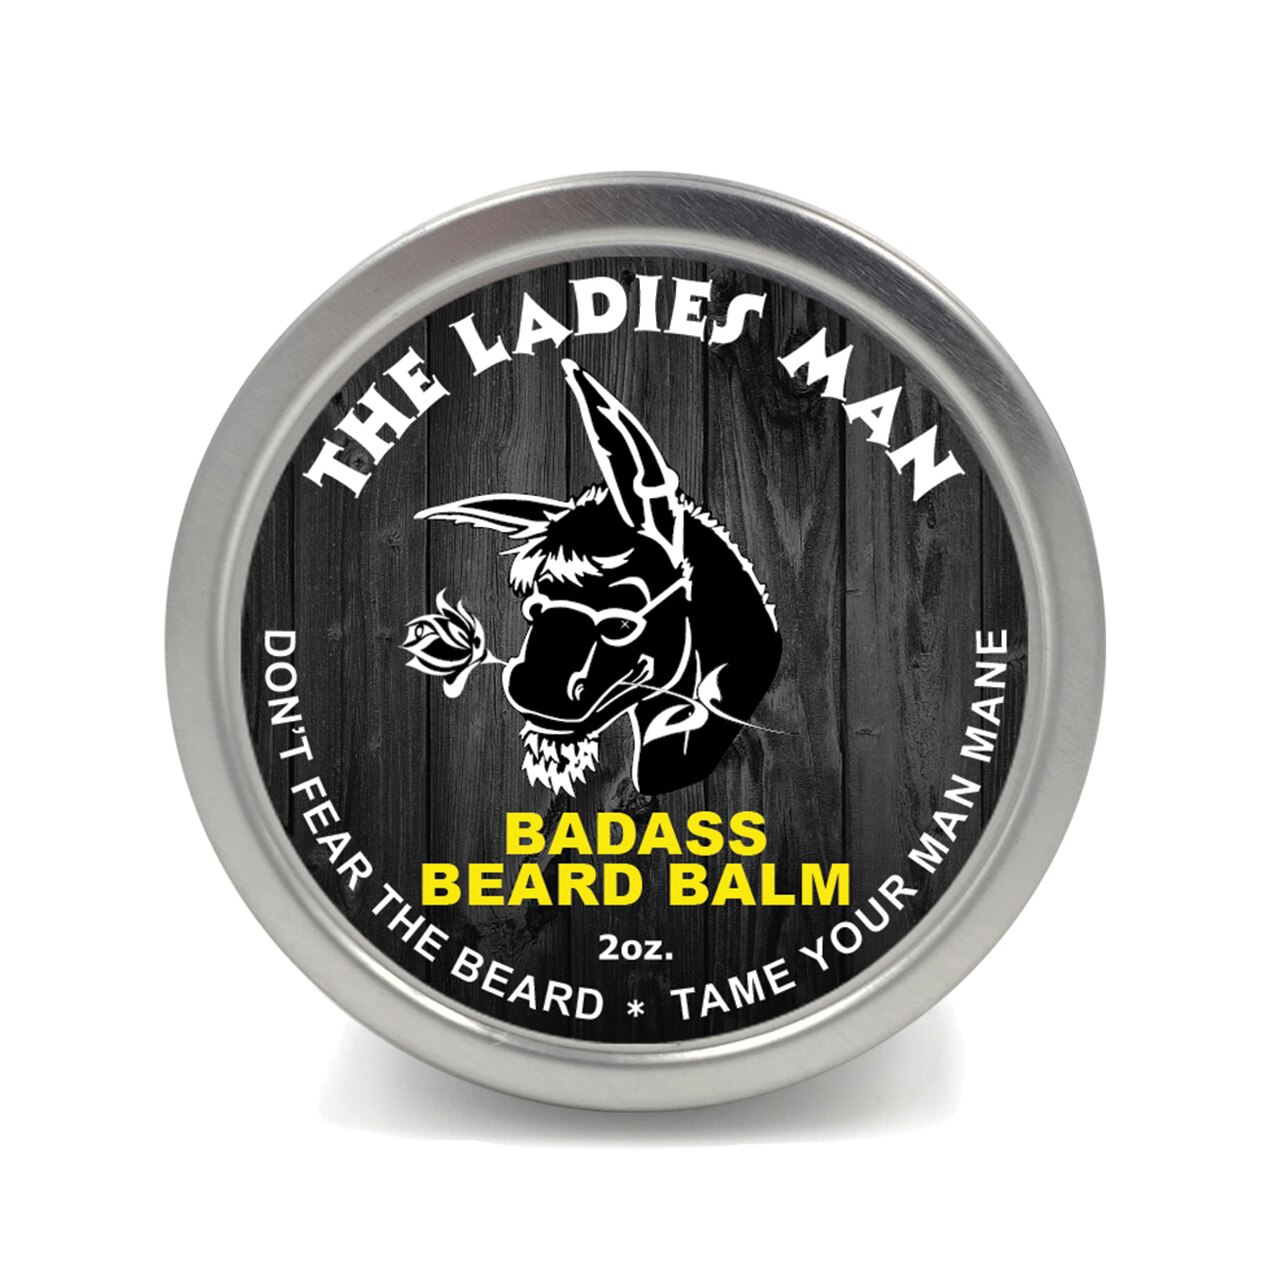 THE LADIES MAN
BADASS
BEARD BALM
2oz.
DON'T FEAR THE BEARD * TAME YOUR MAN MANE